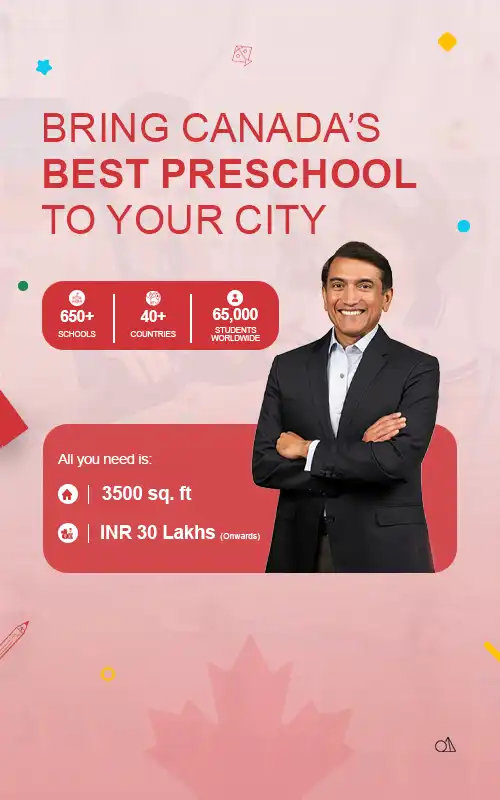 BRING CANADA’S
BEST PRESCHOOL
TO YOUR CITY
650+
SCHOOLS
40+
COUNTRIES
65,000
STUDENTS
WORLDWIDE
All you need is:
3500 sq. ft
INR 30 Lakhs (Onwards)